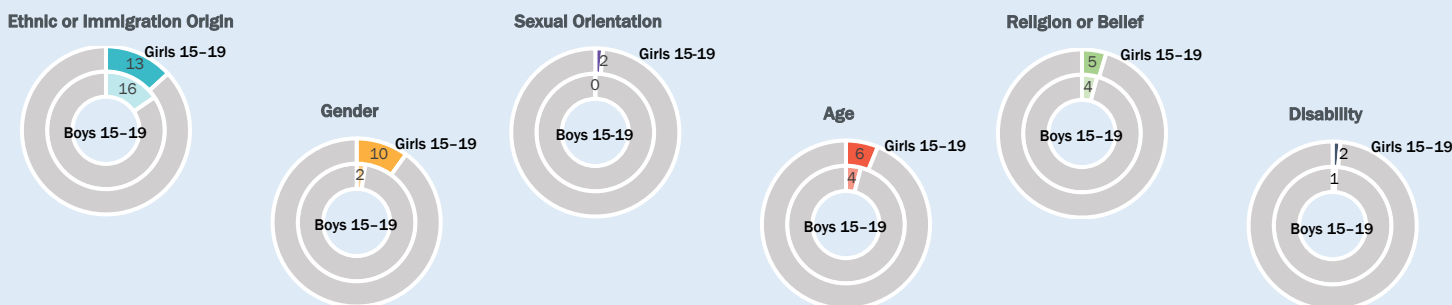 Ethnic or Immigration Origin
Girls 15–19
13
16
Boys 15–19
Gender
Girls 15–19
10
2
Boys 15–19
Sexual Orientation
Girls 15-19
2
0
Boys 15-19
Age
Girls 15–19
6
4
Boys 15–19
Religion or Belief
Girls 15–19
5
4
Boys 15–19
Disability
Girls 15–19
2
1
Boys 15–19